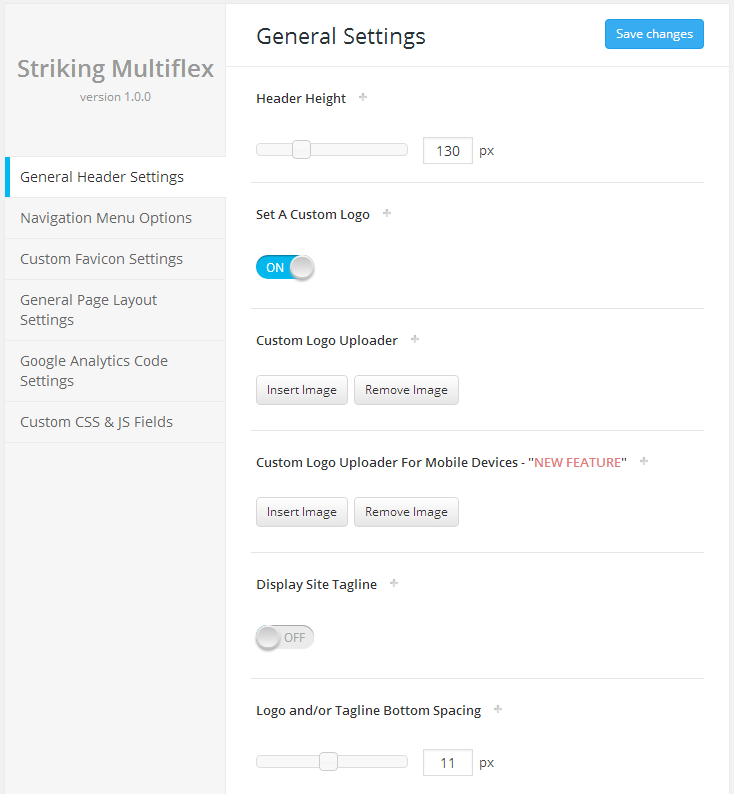 Striking Multiflex
version 1.0.0
General Header Settings
Navigation Menu Options
Custom Favicon Settings
General Page Layout
Settings
Google Analytics Code
Settings
Custom CSS & JS Fields
General Settings
Save changes
Header Height +
130 px
Set A Custom Logo +
ON
Custom Logo Uploader +
Insert Image Remove Image
Custom Logo Uploader For Mobile Devices - "NEW FEATURE" +
Insert Image Remove Image
Display Site Tagline +
OFF
Logo and/or Tagline Bottom Spacing +
11 px